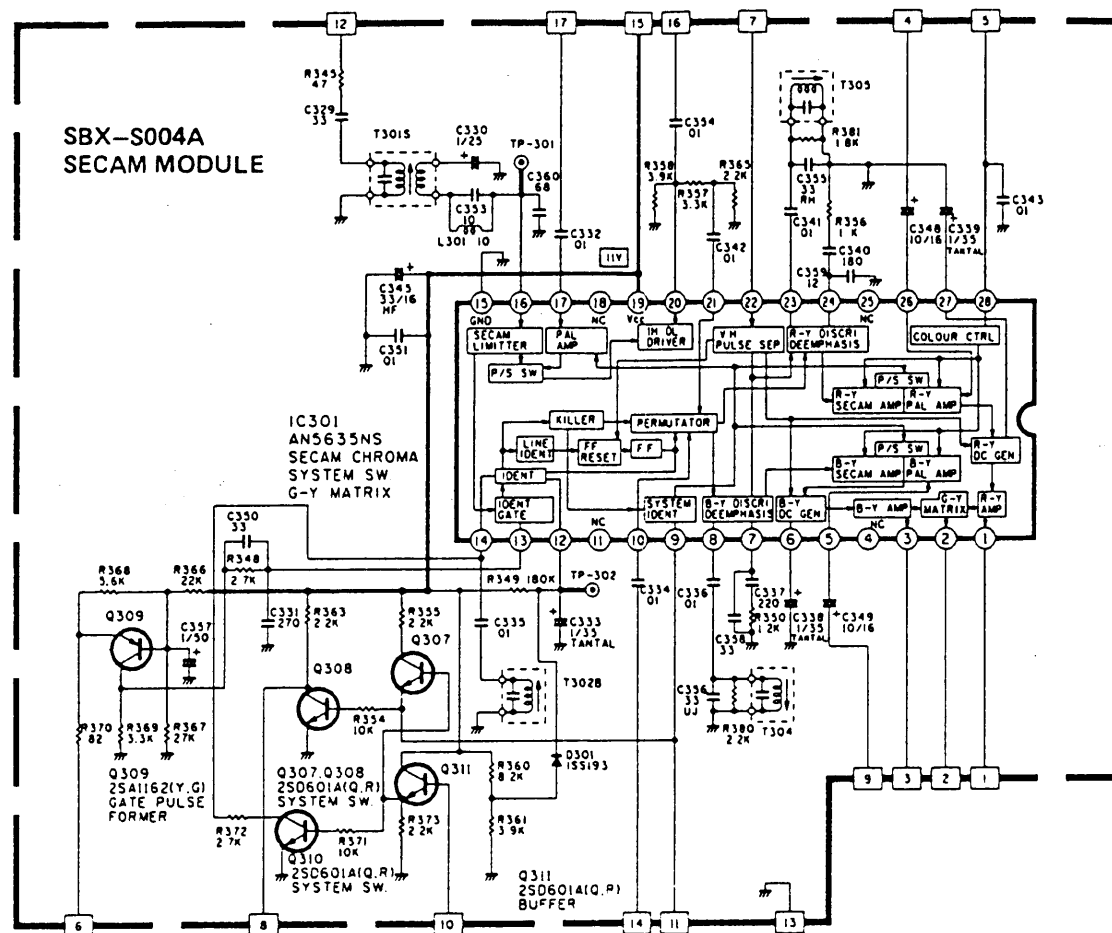 12
17
15
16
7
4
5
R345
47
C329
33
SBX-S004A
SECAM MODULE
T301S
C330
1/25
TP-301
C360
68
C353
10
L301 10
C332
01
C354
01
R358
3.9K
R357
3.3K
R365
2.2K
C342
01
T305
R381
1.8K
C355
33
RH
C341
01
R356
1K
C340
180
C359
12
C348
10/16
C339
1/35
TANTAL
C343
01
11V
C345
33/16
HF
C351
01
15
16
17
18
19
20
21
22
23
24
25
26
27
28
GND
NC
Vcc
NC
SECAM
LIMITTER
PAL
AMP
1H DL
DRIVER
V.H
PULSE SEP
R-Y DISCRI
DEEMPHASIS
COLOUR CTRL
P/S SW
P/S SW
R-Y
SECAM AMP
R-Y
PAL AMP
KILLER
PERMUTATOR
LINE
IDENT
FF
RESET
FF
P/S SW
B-Y
SECAM AMP
B-Y
PAL AMP
R-Y
DC GEN
IDENT
IDENT
GATE
SYSTEM
IDENT
B-Y DISCRI
DEEMPHASIS
B-Y
DC GEN
B-Y AMP
G-Y
MATRIX
R-Y
AMP
NC
NC
14
13
12
11
10
9
8
7
6
5
4
3
2
1
IC301
AN5635NS
SECAM CHROMA
SYSTEM SW
G-Y MATRIX
C350
33
R348
2.7K
R368
5.6K
R366
22K
Q309
C357
1/50
C331
270
R363
2.2K
R355
2.2K
Q307
Q308
R349 180K
TP-302
C335
01
C333
1/35
TANTAL
C334
01
C336
01
C337
220
R350
1.2K
C358
33
C338
1/35
TANTAL
C349
10/16
T302B
C356
33
UJ
R380
2.2K
T304
R354
10K
R370
82
R369
3.3K
R367
27K
D301
1SS193
R360
8.2K
Q311
R361
3.9K
R373
2.2K
Q309
2SA1162(Y,G)
GATE PULSE
FORMER
Q307,Q308
2SD601A(Q,R)
SYSTEM SW.
R372
2.7K
R371
10K
Q310
2SD601A(Q,R)
SYSTEM SW.
Q311
2SD601A(Q,R)
BUFFER
9
3
2
1
6
8
10
14
11
13